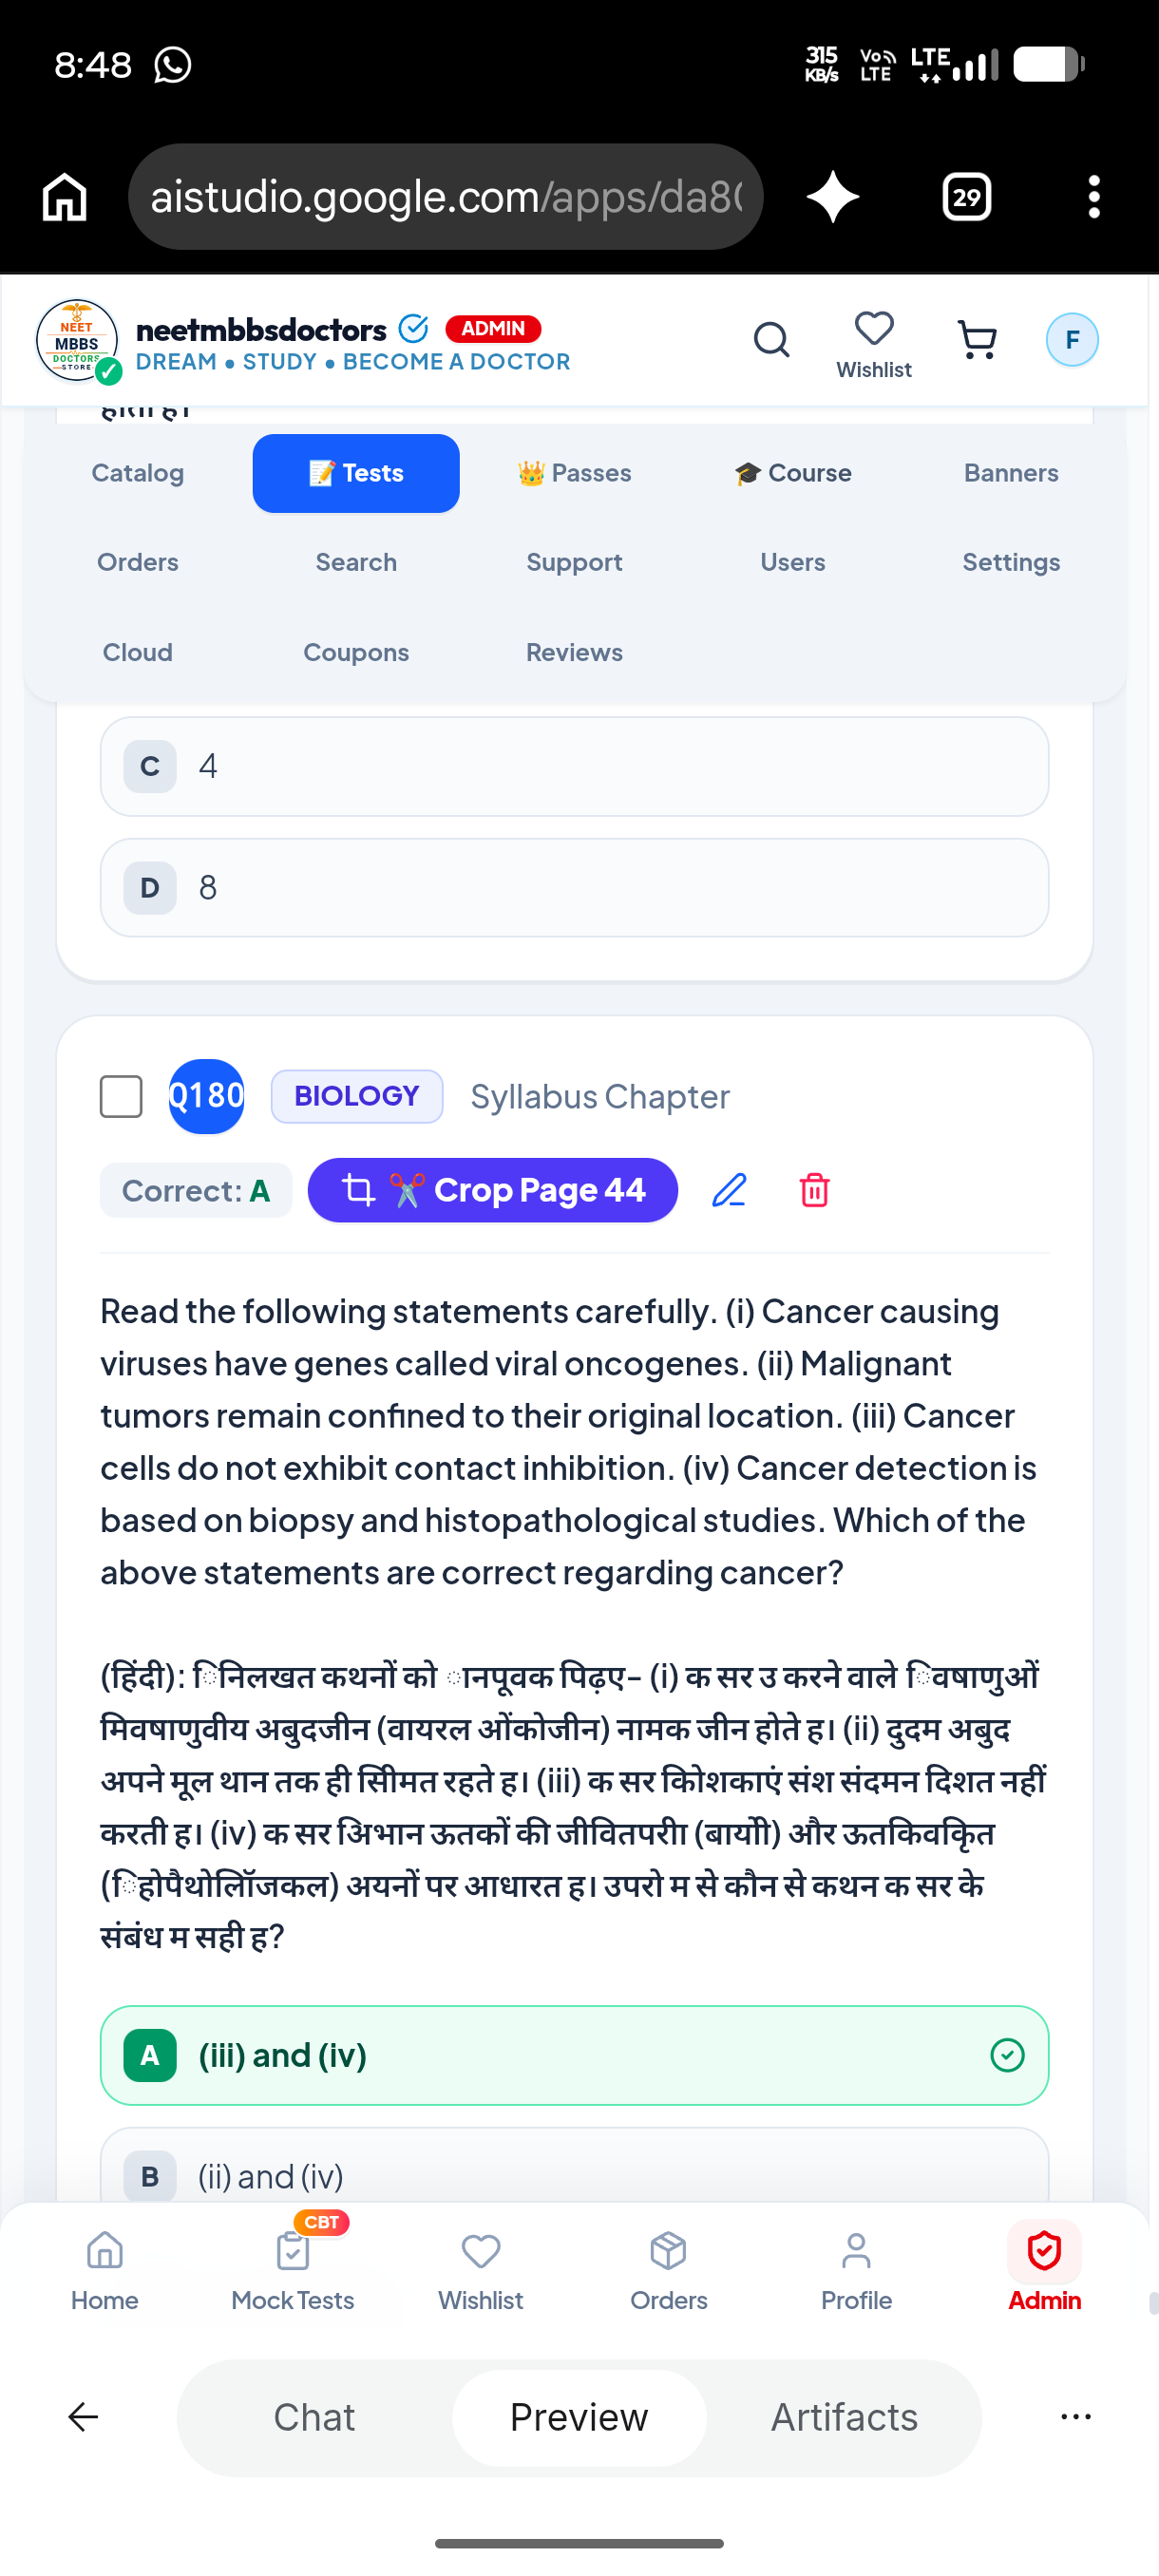 8:48
315 KB/s
Vo LTE
LTE
aistudio.google.com/apps/da8
29
NEET
MBBS
DOCTORS
STORE
neetmbbsdoctors ADMIN
DREAM • STUDY • BECOME A DOCTOR
Wishlist
F
होता है।
Catalog
📝 Tests
👑 Passes
🎓 Course
Banners
Orders
Search
Support
Users
Settings
Cloud
Coupons
Reviews
C 4
D 8
Q180 BIOLOGY Syllabus Chapter
Correct: A ✂️ Crop Page 44
Read the following statements carefully. (i) Cancer causing
viruses have genes called viral oncogenes. (ii) Malignant
tumors remain confined to their original location. (iii) Cancer
cells do not exhibit contact inhibition. (iv) Cancer detection is
based on biopsy and histopathological studies. Which of the
above statements are correct regarding cancer?
(हिंदी): िनिलखत कथनों को ानपूवक पिढ़ए– (i) क सर उ करने वाले िवषाणुओं
मिवषाणुवीय अबुदजीन (वायरल ओंकोजीन) नामक जीन होते ह। (ii) दुदम अबुद
अपने मूल थान तक ही सीिमत रहते ह। (iii) क सर कोिशकाएं संश संदमन दिशत नहीं
करती ह। (iv) क सर अिभान ऊतकों की जीवितपरीा (बायोी) और ऊतकिवकृित
(िहोपैथोलॉिजकल) अयनों पर आधारत ह। उपरो म से कौन से कथन क सर के
संबंध म सही ह?
A (iii) and (iv)
B (ii) and (iv)
CBT
Home
Mock Tests
Wishlist
Orders
Profile
Admin
Chat
Preview
Artifacts